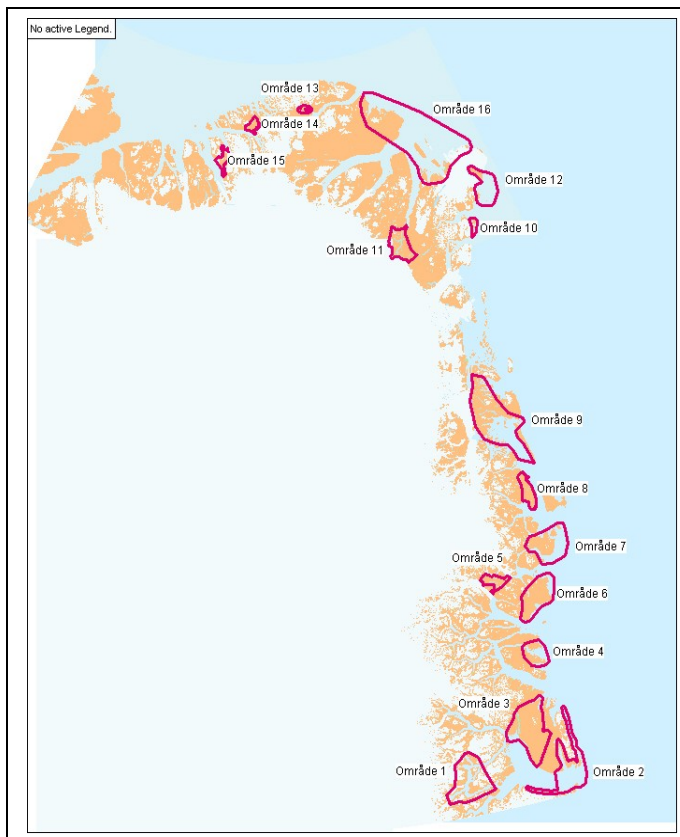 No active Legend.
Område 13
Område 16
Område 14
Område 15
Område 12
Område 10
Område 11
Område 9
Område 8
Område 7
Område 5
Område 6
Område 4
Område 3
Område 1
Område 2